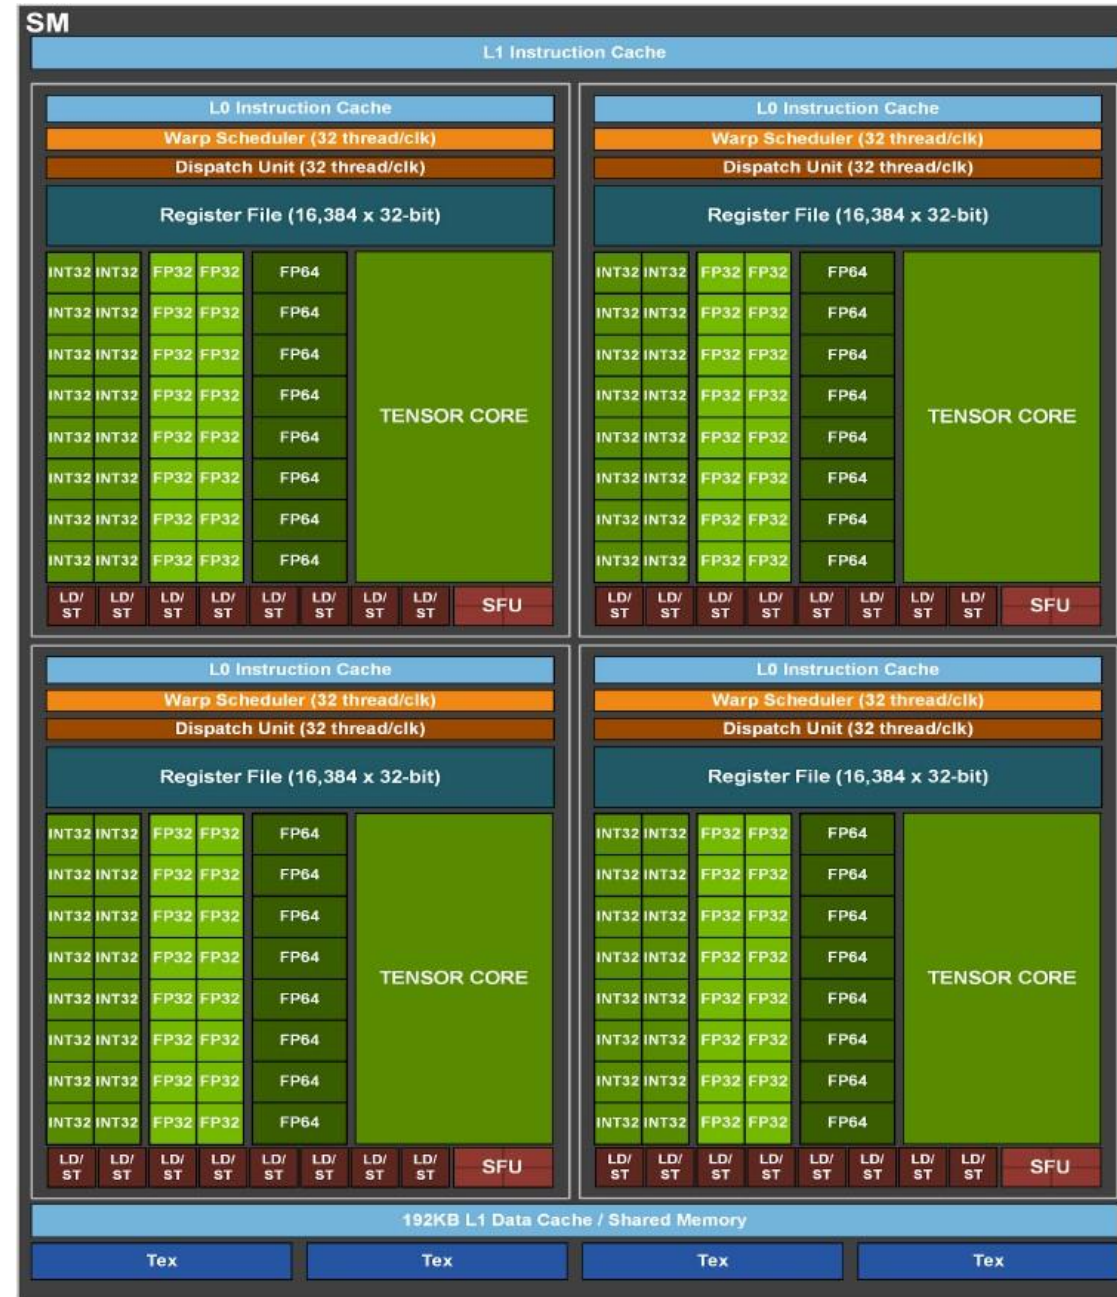 SM
L1 Instruction Cache
L0 Instruction Cache
Warp Scheduler (32 thread/clk)
Dispatch Unit (32 thread/clk)
Register File (16,384 x 32-bit)
INT32 INT32 FP32 FP32 FP64
INT32 INT32 FP32 FP32 FP64
INT32 INT32 FP32 FP32 FP64
INT32 INT32 FP32 FP32 FP64
TENSOR CORE
INT32 INT32 FP32 FP32 FP64
INT32 INT32 FP32 FP32 FP64
INT32 INT32 FP32 FP32 FP64
INT32 INT32 FP32 FP32 FP64
LD/ LD/ LD/ LD/ LD/ LD/ LD/ LD/
ST ST ST ST ST ST ST ST
SFU
L0 Instruction Cache
Warp Scheduler (32 thread/clk)
Dispatch Unit (32 thread/clk)
Register File (16,384 x 32-bit)
INT32 INT32 FP32 FP32 FP64
INT32 INT32 FP32 FP32 FP64
INT32 INT32 FP32 FP32 FP64
INT32 INT32 FP32 FP32 FP64
TENSOR CORE
INT32 INT32 FP32 FP32 FP64
INT32 INT32 FP32 FP32 FP64
INT32 INT32 FP32 FP32 FP64
INT32 INT32 FP32 FP32 FP64
LD/ LD/ LD/ LD/ LD/ LD/ LD/ LD/
ST ST ST ST ST ST ST ST
SFU
L0 Instruction Cache
Warp Scheduler (32 thread/clk)
Dispatch Unit (32 thread/clk)
Register File (16,384 x 32-bit)
INT32 INT32 FP32 FP32 FP64
INT32 INT32 FP32 FP32 FP64
INT32 INT32 FP32 FP32 FP64
INT32 INT32 FP32 FP32 FP64
TENSOR CORE
INT32 INT32 FP32 FP32 FP64
INT32 INT32 FP32 FP32 FP64
INT32 INT32 FP32 FP32 FP64
INT32 INT32 FP32 FP32 FP64
LD/ LD/ LD/ LD/ LD/ LD/ LD/ LD/
ST ST ST ST ST ST ST ST
SFU
L0 Instruction Cache
Warp Scheduler (32 thread/clk)
Dispatch Unit (32 thread/clk)
Register File (16,384 x 32-bit)
INT32 INT32 FP32 FP32 FP64
INT32 INT32 FP32 FP32 FP64
INT32 INT32 FP32 FP32 FP64
INT32 INT32 FP32 FP32 FP64
TENSOR CORE
INT32 INT32 FP32 FP32 FP64
INT32 INT32 FP32 FP32 FP64
INT32 INT32 FP32 FP32 FP64
INT32 INT32 FP32 FP32 FP64
LD/ LD/ LD/ LD/ LD/ LD/ LD/ LD/
ST ST ST ST ST ST ST ST
SFU
192KB L1 Data Cache / Shared Memory
Tex Tex Tex Tex